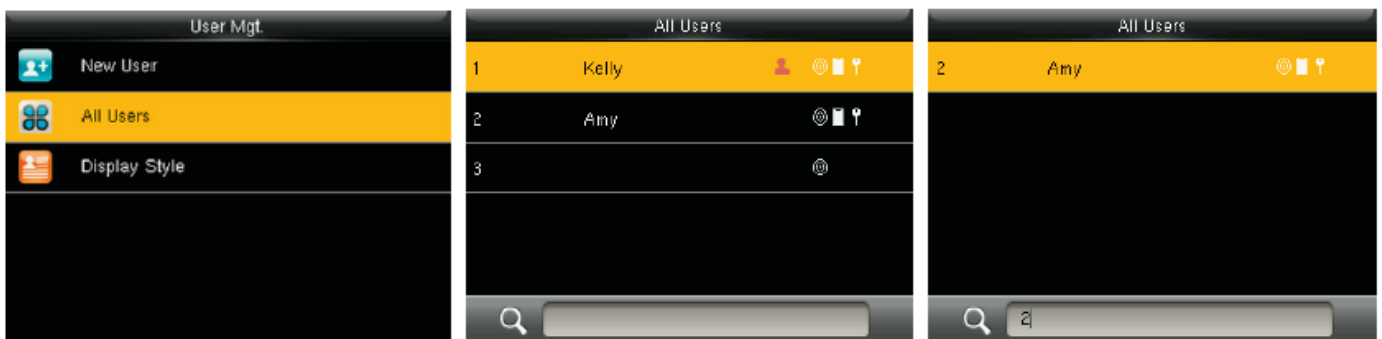 User Mgt.
New User
All Users
Display Style
All Users
1 Kelly
2 Amy
3
All Users
2 Amy
2